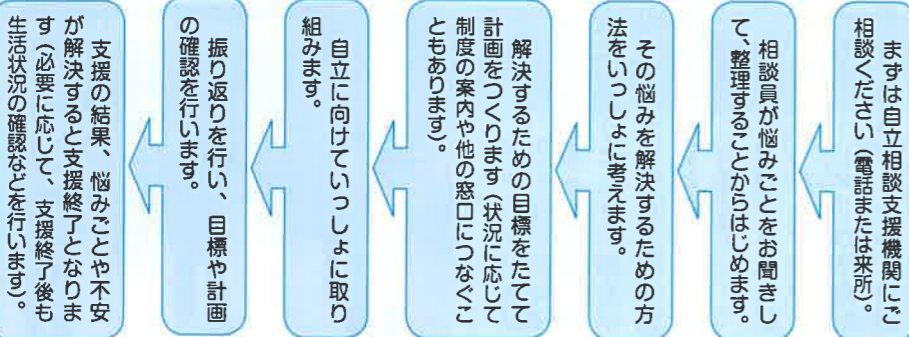 まずは自立相談支援機関にご
相談ください（電話または来所）。
相談員が悩みごとをお聞きし
て、整理することからはじめます。
その悩みを解決するための方
法をいっしょに考えます。
解決するための目標をたてて
計画をつくります（状況に応じて
制度の案内や他の窓口につなぐこ
ともあります）。
自立に向けていっしょに取り
組みます。
振り返りを行い、目標や計画
の確認を行います。
支援の結果、悩みごとや不安
が解決すると支援終了となりま
す（必要に応じて、支援終了後も
生活状況の確認などを行います）。